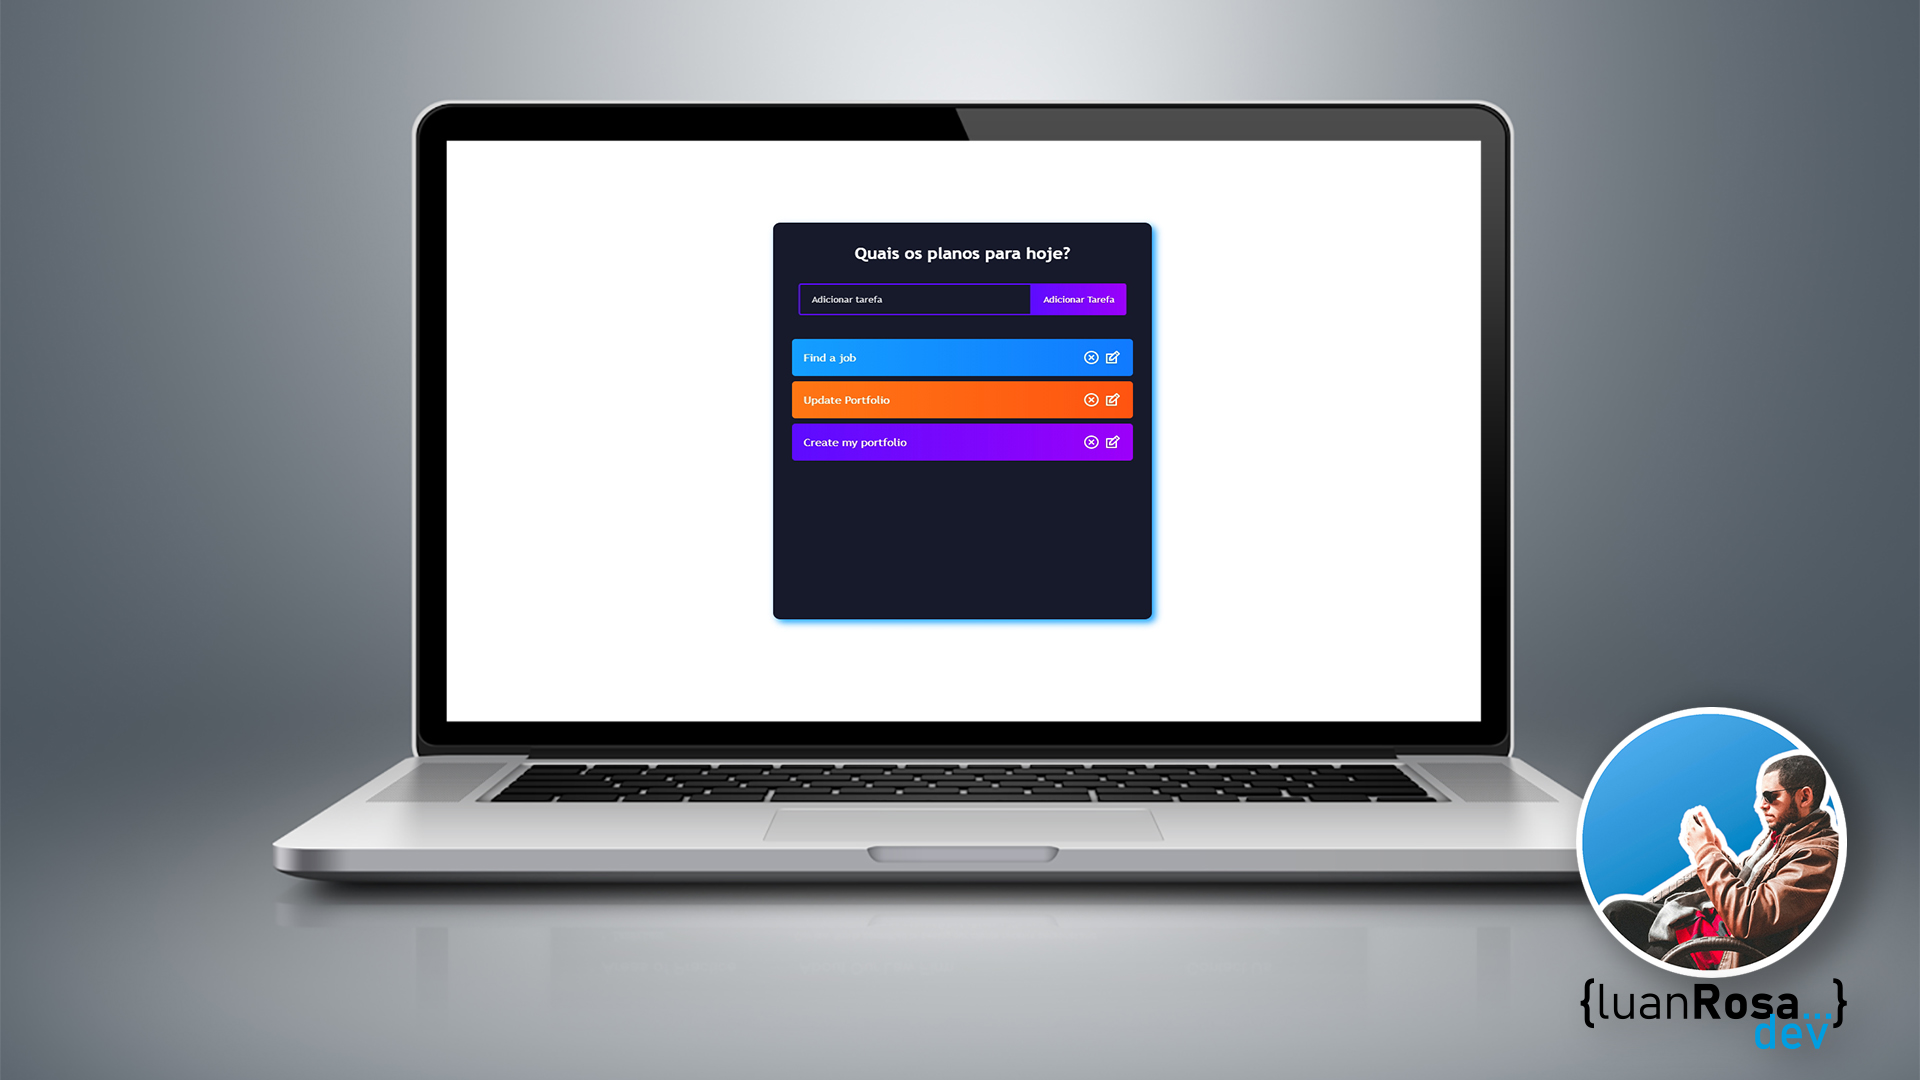 Quais os planos para hoje?
Adicionar tarefa
Adicionar Tarefa
Find a job
Update Portfolio
Create my portfolio
{luanRosa...}
dev